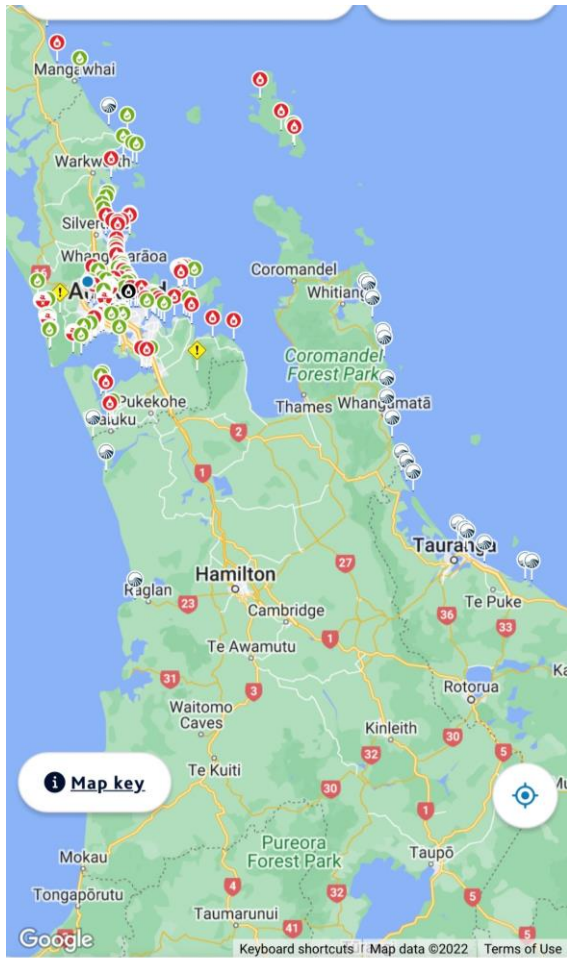 Mangawhai
Warkworth
Silverdale
Whangaparāoa
Auckland
Coromandel
Whitianga
Coromandel
Forest Park
Thames
Whangamatā
Pukekohe
Waiuku
2
1
Tauranga
Hamilton
27
Raglan
23
Te Puke
Cambridge
36
33
1
Te Awamutu
31
3
Rotorua
Waitomo
Caves
Kinleith
30
5
32
Map key
Te Kuiti
30
1
Pureora
Forest Park
Mokau
Taupō
Tongapōrutu
4
32
5
Taumarunui
41
Google
Keyboard shortcuts
Map data ©2022
Terms of Use